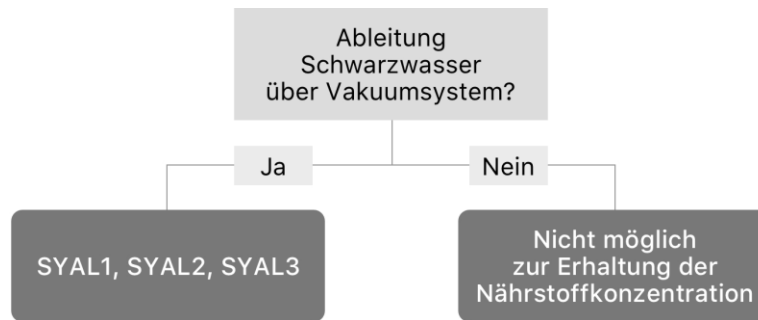 Ableitung
Schwarzwasser
über Vakuumsystem?
Ja
Nein
SYAL1, SYAL2, SYAL3
Nicht möglich
zur Erhaltung der
Nährstoffkonzentration